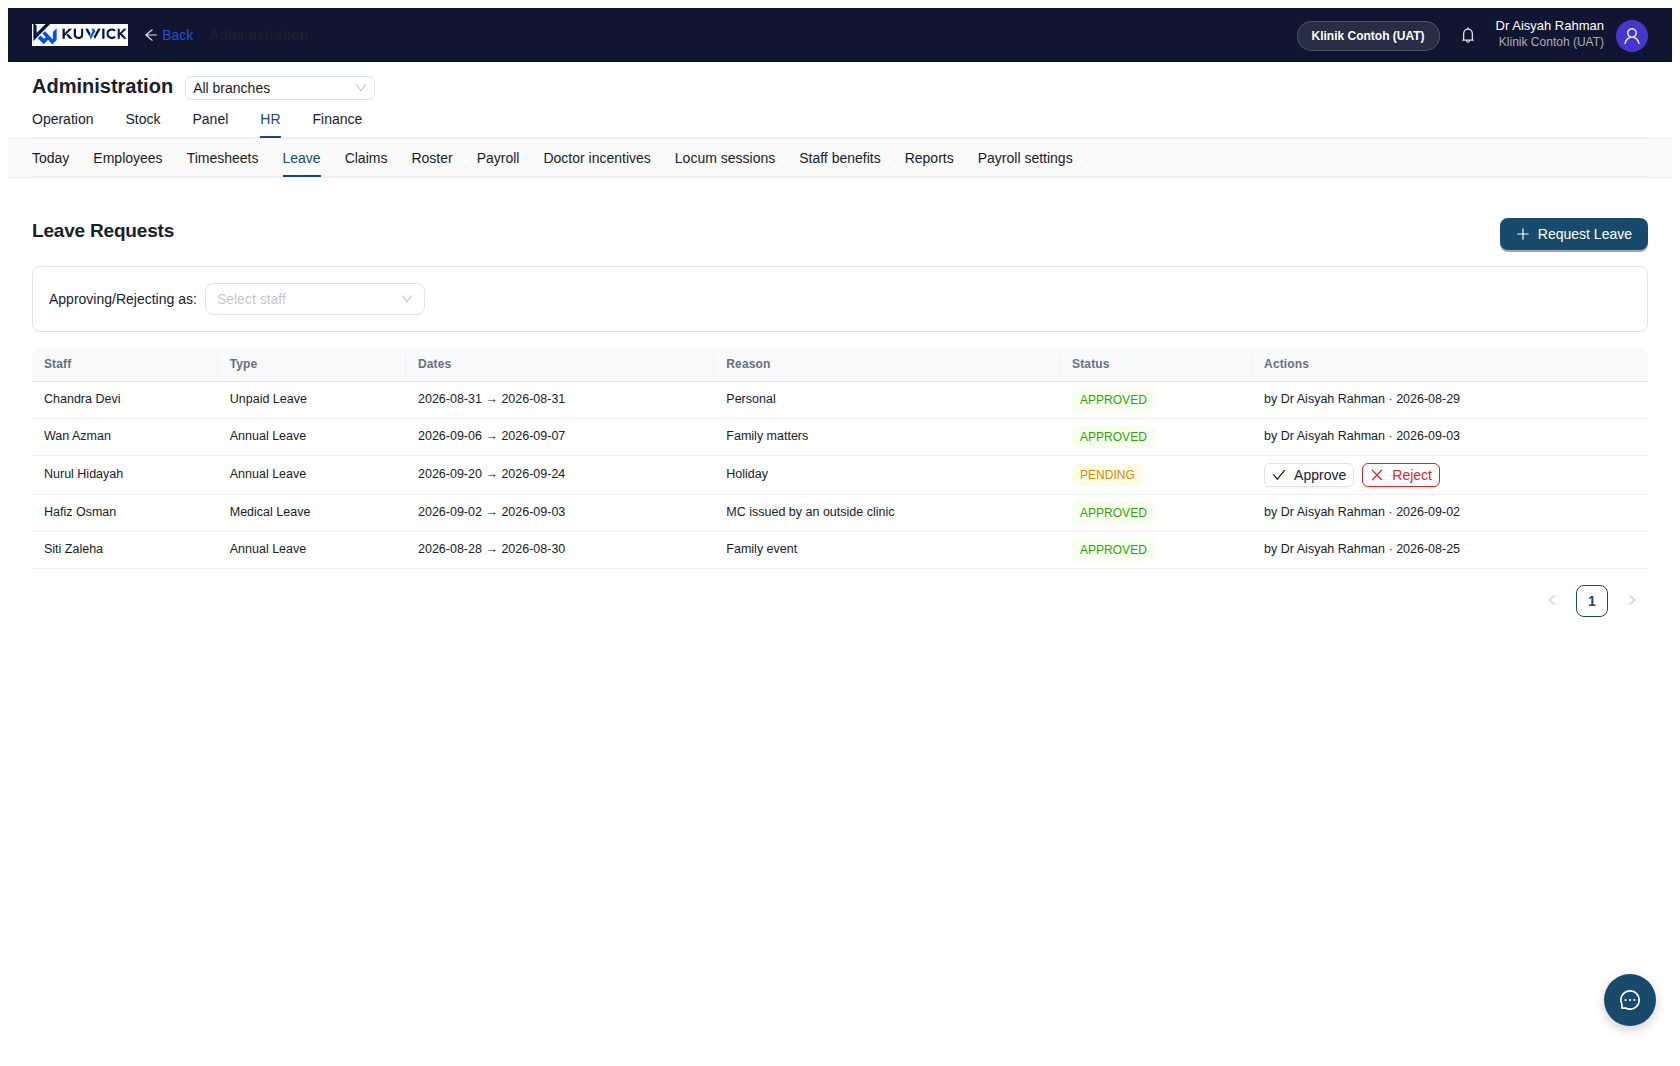 KUWICK
Back Administration
Klinik Contoh (UAT)
Dr Aisyah Rahman
Klinik Contoh (UAT)
Administration
All branches
Operation Stock Panel HR Finance
Today Employees Timesheets Leave Claims Roster Payroll Doctor incentives Locum sessions Staff benefits Reports Payroll settings
Leave Requests
Request Leave
Approving/Rejecting as: Select staff
Staff Type Dates Reason Status Actions
Chandra Devi Unpaid Leave 2026-08-31 → 2026-08-31 Personal APPROVED by Dr Aisyah Rahman · 2026-08-29
Wan Azman Annual Leave 2026-09-06 → 2026-09-07 Family matters APPROVED by Dr Aisyah Rahman · 2026-09-03
Nurul Hidayah Annual Leave 2026-09-20 → 2026-09-24 Holiday PENDING Approve Reject
Hafiz Osman Medical Leave 2026-09-02 → 2026-09-03 MC issued by an outside clinic APPROVED by Dr Aisyah Rahman · 2026-09-02
Siti Zaleha Annual Leave 2026-08-28 → 2026-08-30 Family event APPROVED by Dr Aisyah Rahman · 2026-08-25
1